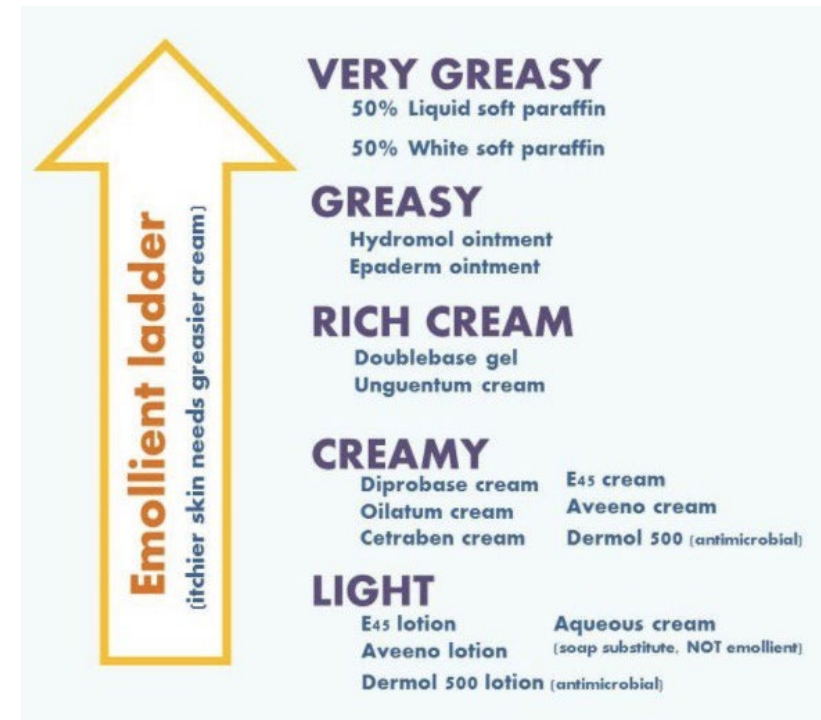 Emollient ladder
(itchier skin needs greasier cream)
VERY GREASY
50% Liquid soft paraffin
50% White soft paraffin
GREASY
Hydromol ointment
Epaderm ointment
RICH CREAM
Doublebase gel
Unguentum cream
CREAMY
Diprobase cream
Oilatum cream
Cetraben cream
E45 cream
Aveeno cream
Dermol 500 (antimicrobial)
LIGHT
E45 lotion
Aveeno lotion
Dermol 500 lotion (antimicrobial)
Aqueous cream
(soap substitute, NOT emollient)